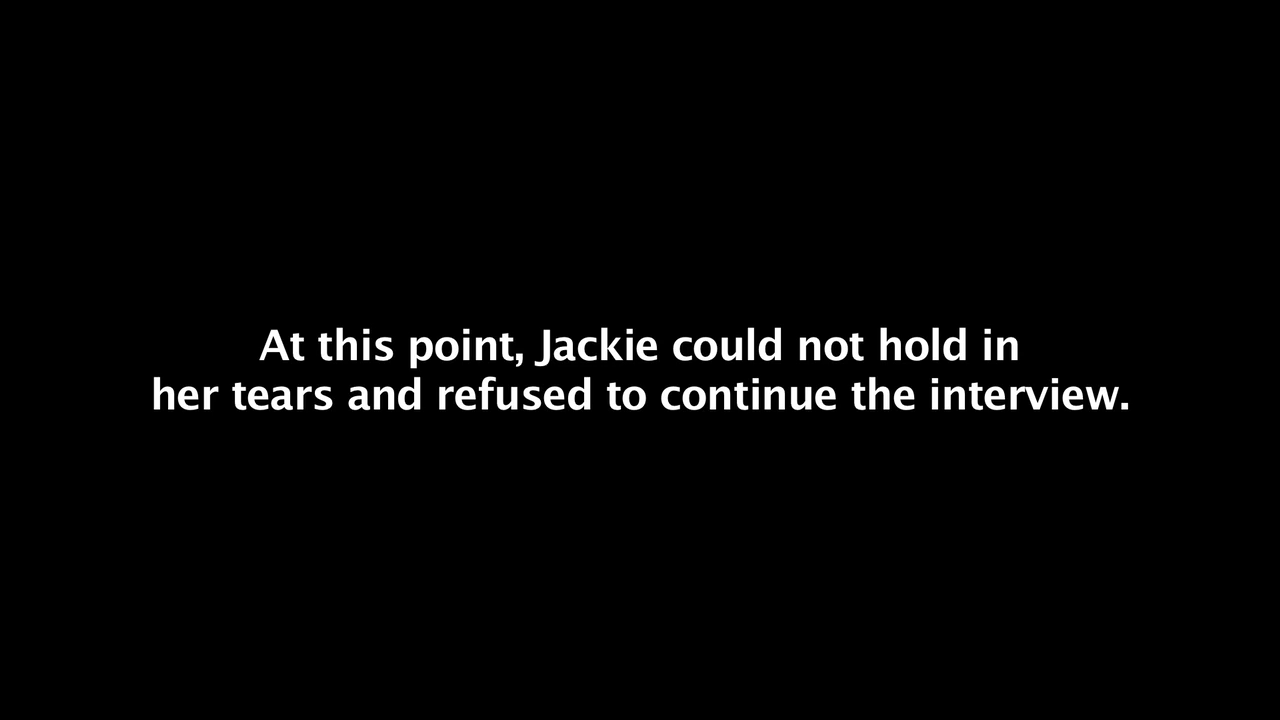 At this point, Jackie could not hold in
her tears and refused to continue the interview.